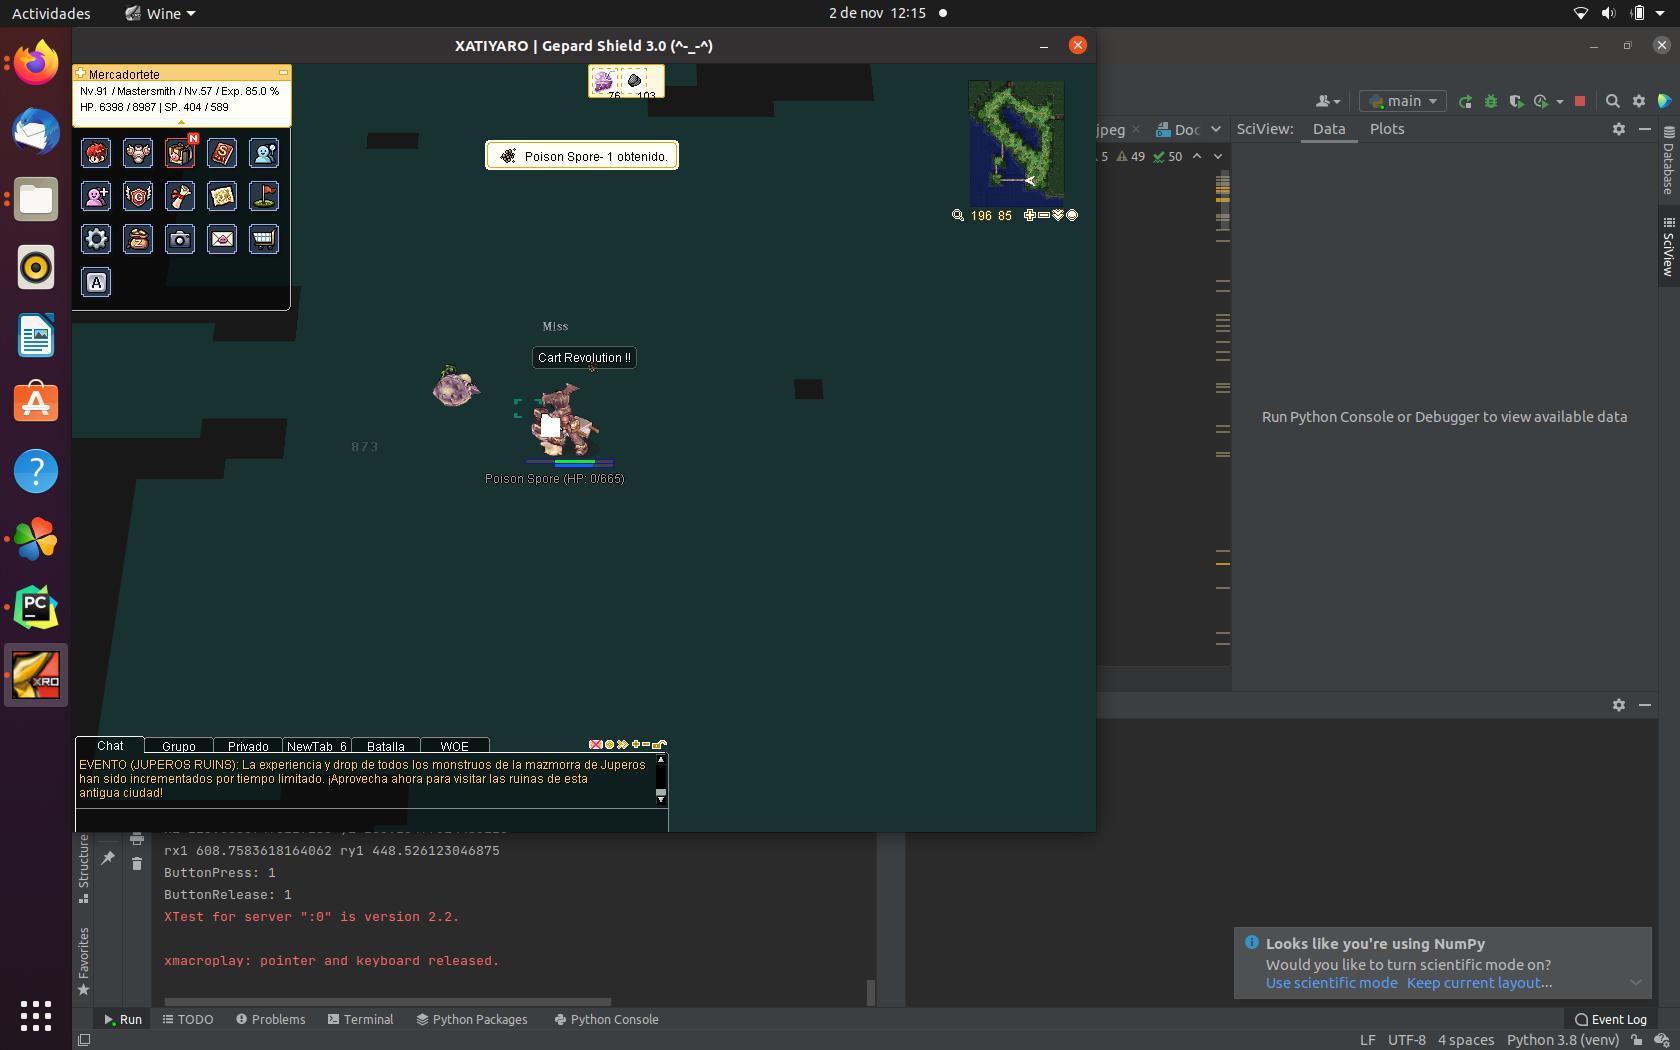 Actividades
Wine
2 de nov 12:15
XATIYARO | Gepard Shield 3.0 (^-_-^)
Mercadortete
Nv.91 / Mastersmith / Nv.57 / Exp. 85.0 %
HP. 6398 / 8987 | SP. 404 / 589
N
A
76
103
Poison Spore- 1 obtenido.
196 85
Miss
Cart Revolution !!
873
Poison Spore (HP: 0/665)
Chat
Grupo
Privado
NewTab_6
Batalla
WOE
EVENTO (JUPEROS RUINS): La experiencia y drop de todos los monstruos de la mazmorra de Juperos
han sido incrementados por tiempo limitado. ¡Aprovecha ahora para visitar las ruinas de esta
antigua ciudad!
main
jpeg
Doc
SciView:
Data
Plots
5
49
50
Database
SciView
Run Python Console or Debugger to view available data
PC
XRO
Structure
Favorites
rx1 608.7583618164062 ry1 448.526123046875
ButtonPress: 1
ButtonRelease: 1
XTest for server ":0" is version 2.2.
xmacroplay: pointer and keyboard released.
Looks like you're using NumPy
Would you like to turn scientific mode on?
Use scientific mode Keep current layout...
Run
TODO
Problems
Terminal
Python Packages
Python Console
Event Log
LF UTF-8 4 spaces Python 3.8 (venv)